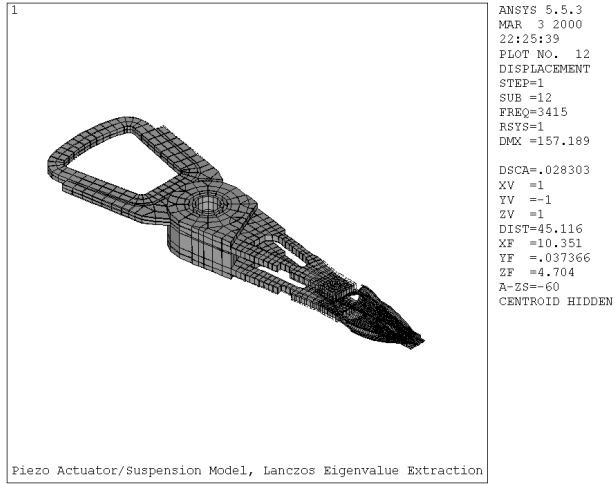 1
ANSYS 5.5.3
MAR  3 2000
22:25:39
PLOT NO.  12
DISPLACEMENT
STEP=1
SUB =12
FREQ=3415
RSYS=1
DMX =157.189
DSCA=.028303
XV  =1
YV  =-1
ZV  =1
DIST=45.116
XF  =10.351
YF  =.037366
ZF  =4.704
A-ZS=-60
CENTROID HIDDEN
Piezo Actuator/Suspension Model, Lanczos Eigenvalue Extraction